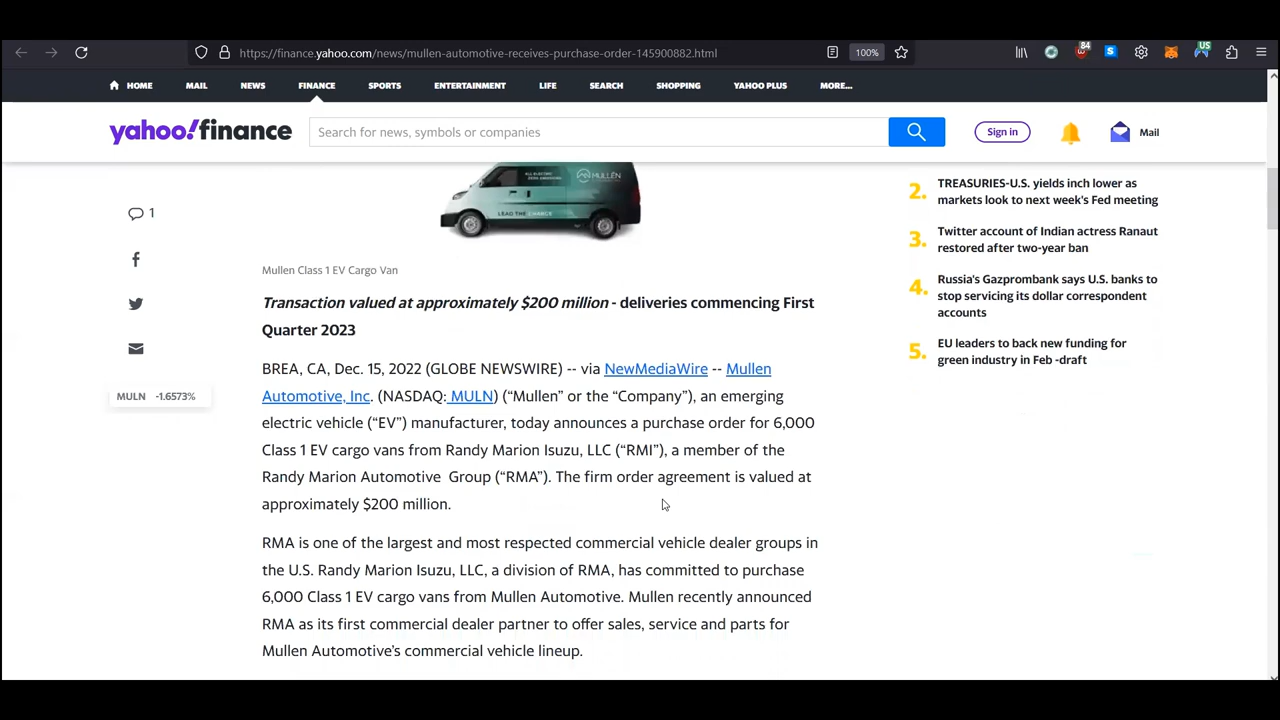 https://finance.yahoo.com/news/mullen-automotive-receives-purchase-order-145900882.html
100%
84
US
HOME
MAIL
NEWS
FINANCE
SPORTS
ENTERTAINMENT
LIFE
SEARCH
SHOPPING
YAHOO PLUS
MORE...
yahoo!finance
Search for news, symbols or companies
Sign in
Mail
1
MULN -1.6573%
ALL ELECTRIC
MULLEN
LEAD THE CHANGE
Mullen Class 1 EV Cargo Van
Transaction valued at approximately $200 million - deliveries commencing First
Quarter 2023
BREA, CA, Dec. 15, 2022 (GLOBE NEWSWIRE) -- via NewMediaWire -- Mullen
Automotive, Inc. (NASDAQ: MULN) (“Mullen” or the “Company”), an emerging
electric vehicle (“EV”) manufacturer, today announces a purchase order for 6,000
Class 1 EV cargo vans from Randy Marion Isuzu, LLC (“RMI”), a member of the
Randy Marion Automotive Group (“RMA”). The firm order agreement is valued at
approximately $200 million.
RMA is one of the largest and most respected commercial vehicle dealer groups in
the U.S. Randy Marion Isuzu, LLC, a division of RMA, has committed to purchase
6,000 Class 1 EV cargo vans from Mullen Automotive. Mullen recently announced
RMA as its first commercial dealer partner to offer sales, service and parts for
Mullen Automotive’s commercial vehicle lineup.
2. TREASURIES-U.S. yields inch lower as
markets look to next week's Fed meeting
3. Twitter account of Indian actress Ranaut
restored after two-year ban
4. Russia's Gazprombank says U.S. banks to
stop servicing its dollar correspondent
accounts
5. EU leaders to back new funding for
green industry in Feb -draft